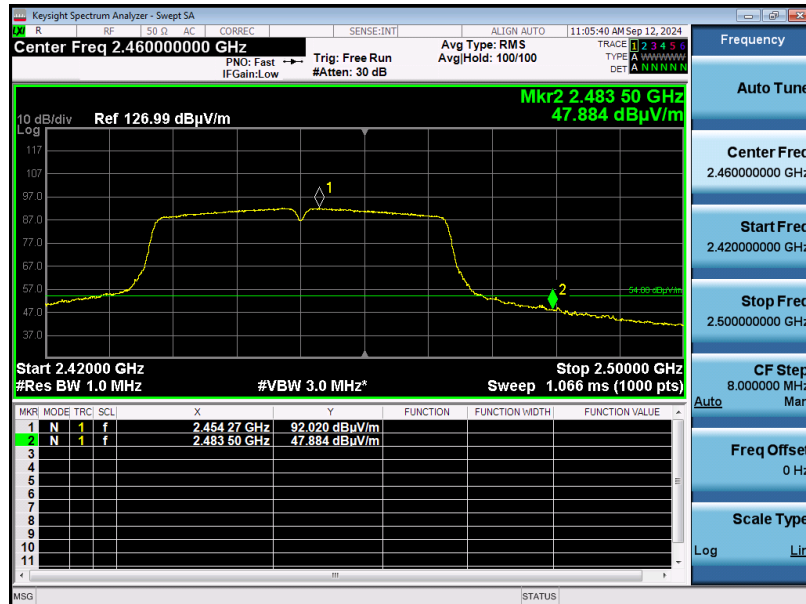 Keysight Spectrum Analyzer - Swept SA
LXI R RF 50 Ω AC CORREC SENSE:INT ALIGN AUTO 11:05:40 AM Sep 12, 2024
Center Freq 2.460000000 GHz
PNO: Fast
IFGain:Low
Trig: Free Run
#Atten: 30 dB
Avg Type: RMS
Avg|Hold: 100/100
TRACE 1 2 3 4 5 6
TYPE A WWWWW
DET A N N N N N
Mkr2 2.483 50 GHz
47.884 dBµV/m
10 dB/div Ref 126.99 dBµV/m
Log
117
107
97.0
87.0
77.0
67.0
57.0
47.0
37.0
1
2
54.00 dBµV/m
Start 2.42000 GHz Stop 2.50000 GHz
#Res BW 1.0 MHz #VBW 3.0 MHz* Sweep 1.066 ms (1000 pts)
MKR MODE TRC SCL X Y FUNCTION FUNCTION WIDTH FUNCTION VALUE
1 N 1 f 2.454 27 GHz 92.020 dBµV/m
2 N 1 f 2.483 50 GHz 47.884 dBµV/m
3
4
5
6
7
8
9
10
11
MSG STATUS
Frequency
Auto Tune
Center Freq
2.460000000 GHz
Start Freq
2.420000000 GHz
Stop Freq
2.500000000 GHz
CF Step
8.000000 MHz
Auto Man
Freq Offset
0 Hz
Scale Type
Log Lin